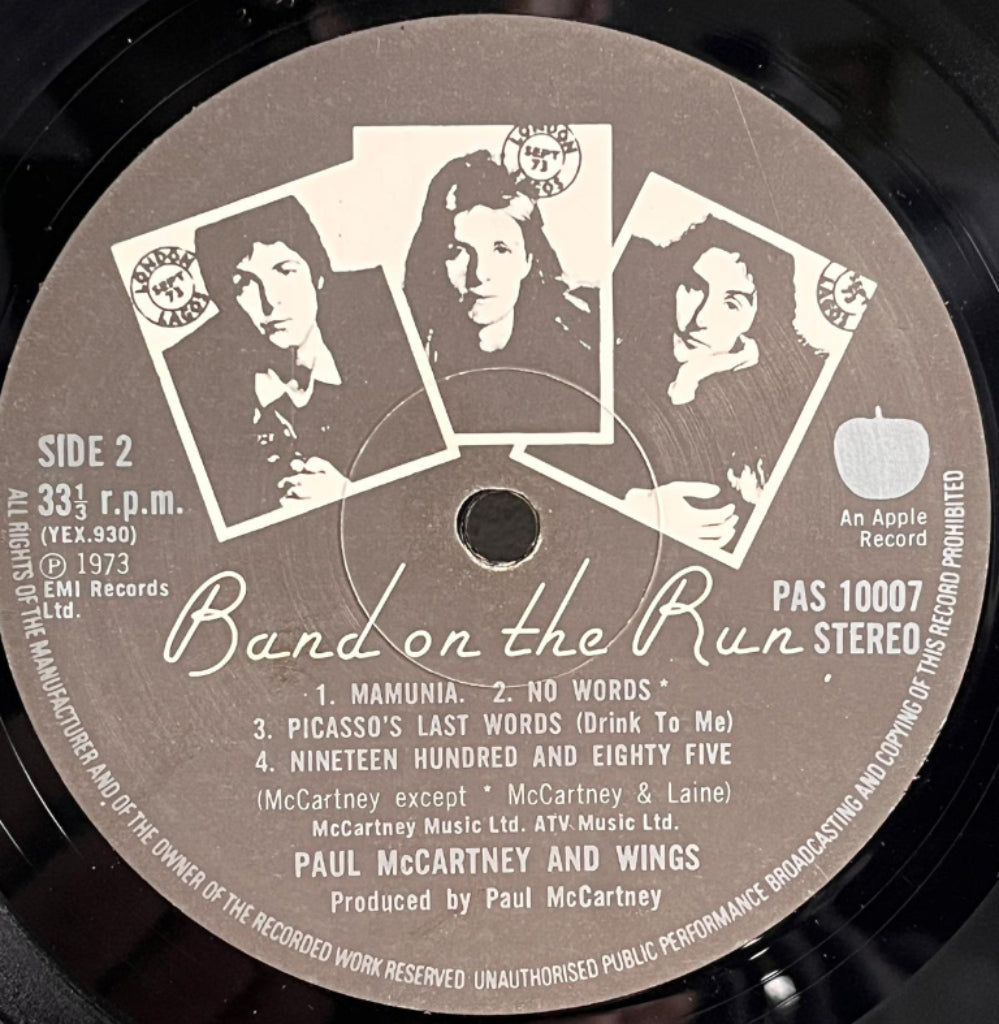 LONDON
SEPT
73
LAGOS
LONDON
SEPT
73
LAGOS
73
LAGOS
SIDE 2
33⅓ r.p.m.
(YEX.930)
Ⓟ 1973
EMI Records
Ltd.
An Apple
Record
PAS 10007
STEREO
Band on the Run
1. MAMUNIA. 2. NO WORDS *
3. PICASSO'S LAST WORDS (Drink To Me)
4. NINETEEN HUNDRED AND EIGHTY FIVE
(McCartney except * McCartney & Laine)
McCartney Music Ltd. ATV Music Ltd.
PAUL McCARTNEY AND WINGS
Produced by Paul McCartney
ALL RIGHTS OF THE MANUFACTURER AND OF THE OWNER OF THE RECORDED WORK RESERVED UNAUTHORISED PUBLIC PERFORMANCE BROADCASTING AND COPYING OF THIS RECORD PROHIBITED